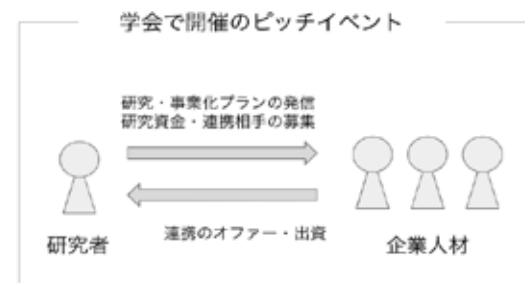 学会で開催のピッチイベント
研究・事業化プランの発信
研究資金・連携相手の募集
連携のオファー・出資
研究者
企業人材